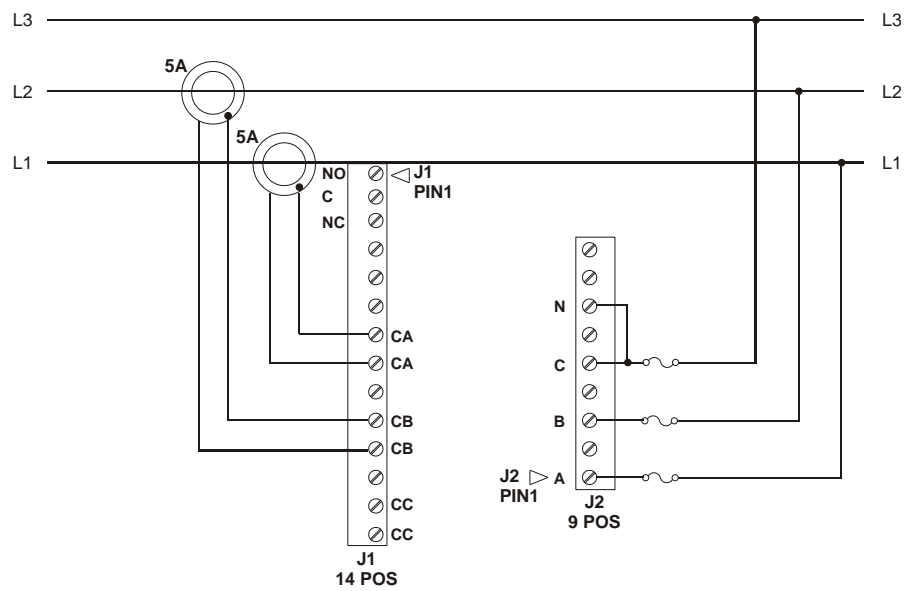 L3
L3
5A
L2
L2
5A
L1
L1
NO
J1
PIN1
C
NC
N
CA
CA
C
CB
B
CB
J2
PIN1
A
CC
CC
J2
9 POS
J1
14 POS